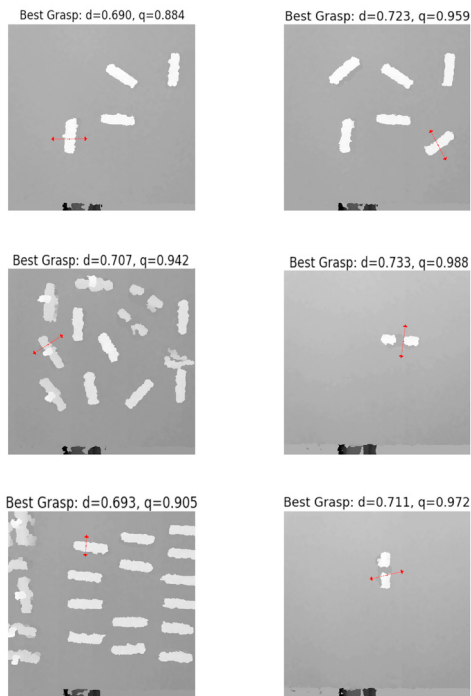 Best Grasp: d=0.690, q=0.884
Best Grasp: d=0.723, q=0.959
Best Grasp: d=0.707, q=0.942
Best Grasp: d=0.733, q=0.988
Best Grasp: d=0.693, q=0.905
Best Grasp: d=0.711, q=0.972